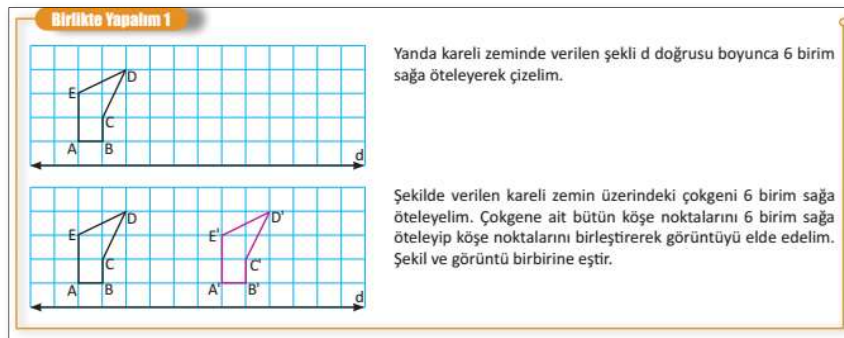 Birlikte Yapalım 1
Yanda kareli zeminde verilen şekli d doğrusu boyunca 6 birim
sağa öteleyerek çizelim.
D
E
C
A B
d
Şekilde verilen kareli zemin üzerindeki çokgeni 6 birim sağa
öteleyelim. Çokgene ait bütün köşe noktalarını 6 birim sağa
öteleyip köşe noktalarını birleştirerek görüntüyü elde edelim.
Şekil ve görüntü birbirine eştir.
D D'
E E'
C C'
A B A' B'
d